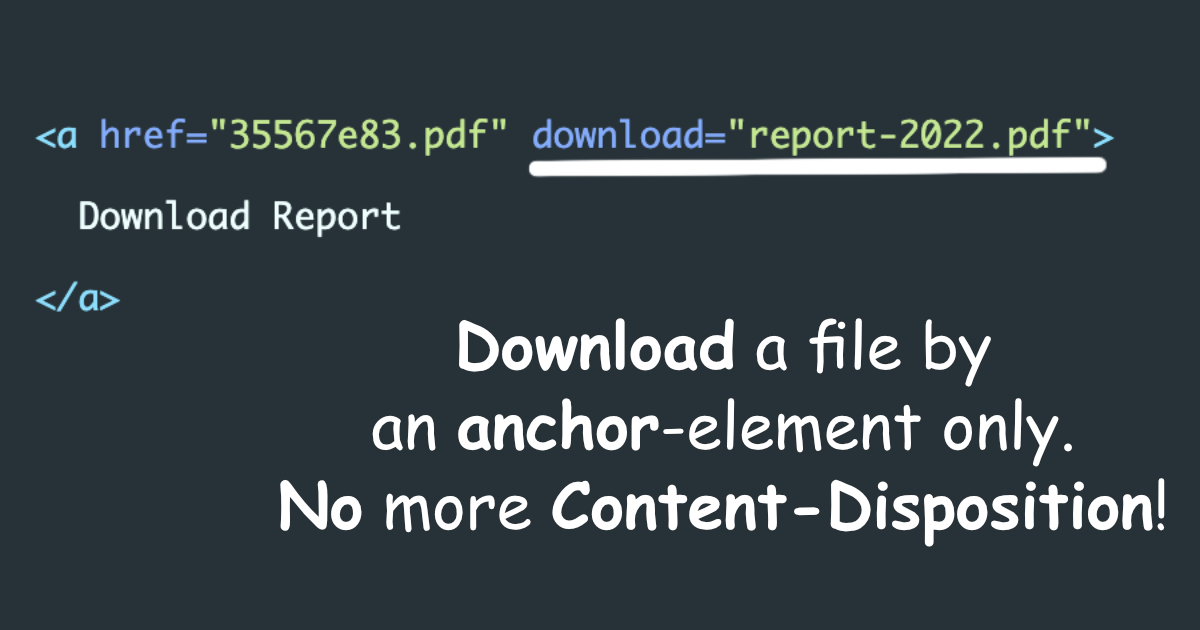 <a href="35567e83.pdf" download="report-2022.pdf">
Download Report
</a>
Download a file by
an anchor-element only.
No more Content-Disposition!